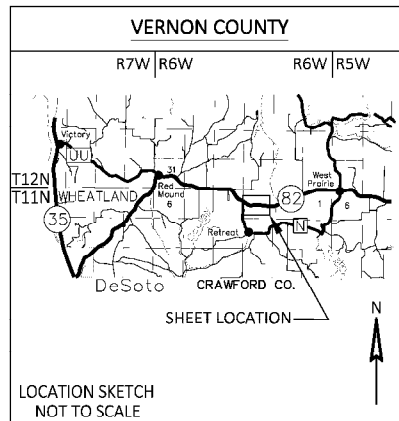 VERNON COUNTY
R7W R6W R6W R5W
Victory
UU
31
West
Prairie
T12N
T11N
WHEATLAND
Red
Mound
6
82
1
6
35
Retreat
N
DeSoto
CRAWFORD CO.
SHEET LOCATION
N
LOCATION SKETCH
NOT TO SCALE